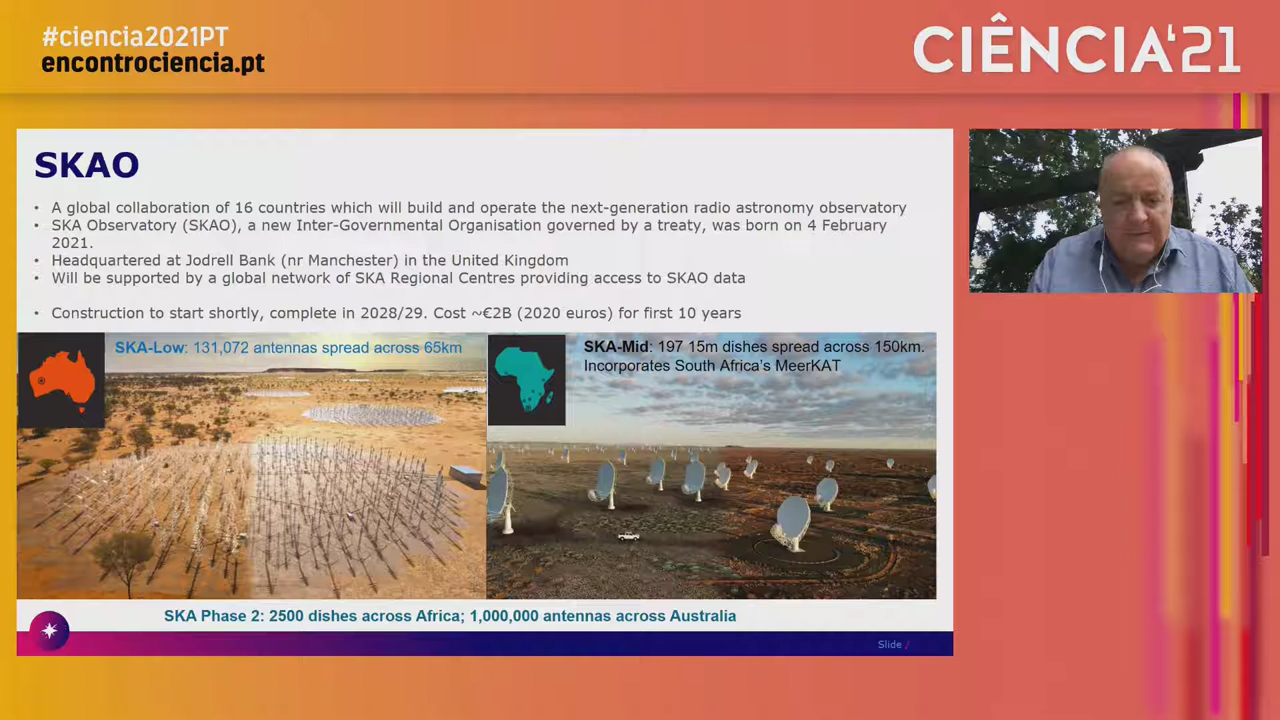 #ciencia2021PT
encontrociencia.pt
CIÊNCIA'21
SKAO
• A global collaboration of 16 countries which will build and operate the next-generation radio astronomy observatory
• SKA Observatory (SKAO), a new Inter-Governmental Organisation governed by a treaty, was born on 4 February
2021.
• Headquartered at Jodrell Bank (nr Manchester) in the United Kingdom
• Will be supported by a global network of SKA Regional Centres providing access to SKAO data
• Construction to start shortly, complete in 2028/29. Cost ~€2B (2020 euros) for first 10 years
SKA-Low: 131,072 antennas spread across 65km
SKA-Mid: 197 15m dishes spread across 150km.
Incorporates South Africa's MeerKAT
SKA Phase 2: 2500 dishes across Africa; 1,000,000 antennas across Australia
Slide /